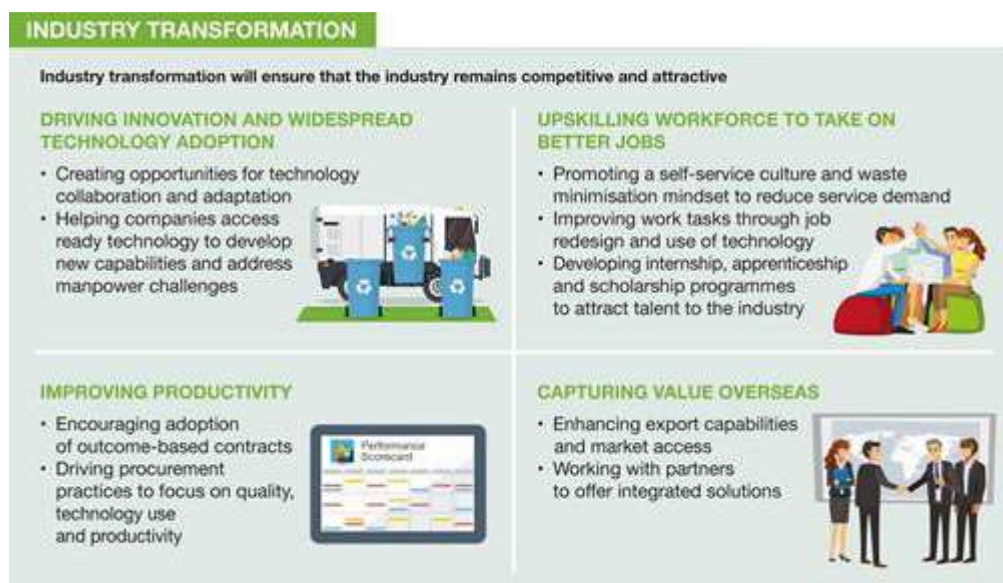 INDUSTRY TRANSFORMATION
Industry transformation will ensure that the industry remains competitive and attractive
DRIVING INNOVATION AND WIDESPREAD
TECHNOLOGY ADOPTION
• Creating opportunities for technology
collaboration and adaptation
• Helping companies access
ready technology to develop
new capabilities and address
manpower challenges
UPSKILLING WORKFORCE TO TAKE ON
BETTER JOBS
• Promoting a self-service culture and waste
minimisation mindset to reduce service demand
• Improving work tasks through job
redesign and use of technology
• Developing internship, apprenticeship
and scholarship programmes
to attract talent to the industry
IMPROVING PRODUCTIVITY
• Encouraging adoption
of outcome-based contracts
• Driving procurement
practices to focus on quality,
technology use
and productivity
Performance
Scorecard
CAPTURING VALUE OVERSEAS
• Enhancing export capabilities
and market access
• Working with partners
to offer integrated solutions